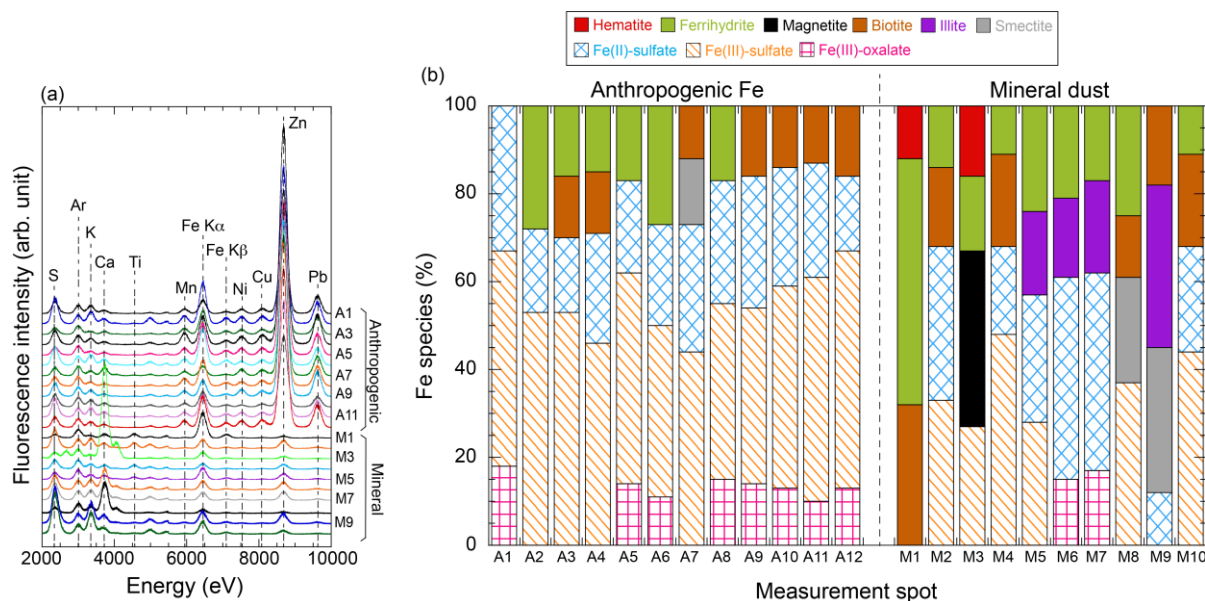 Hematite Ferrihydrite Magnetite Biotite Illite Smectite
Fe(II)-sulfate Fe(III)-sulfate Fe(III)-oxalate
(a)
Fluorescence intensity (arb. unit)
S
Ar
K
Ca
Ti
Mn
Fe Kα
Fe Kβ
Ni
Cu
Zn
Pb
A1
A3
A5
A7
A9
A11
M1
M3
M5
M7
M9
Anthropogenic
Mineral
2000 4000 6000 8000 10000
Energy (eV)
(b)
Anthropogenic Fe Mineral dust
Fe species (%)
100
80
60
40
20
0
A1 A2 A3 A4 A5 A6 A7 A8 A9 A10 A11 A12 M1 M2 M3 M4 M5 M6 M7 M8 M9 M10
Measurement spot